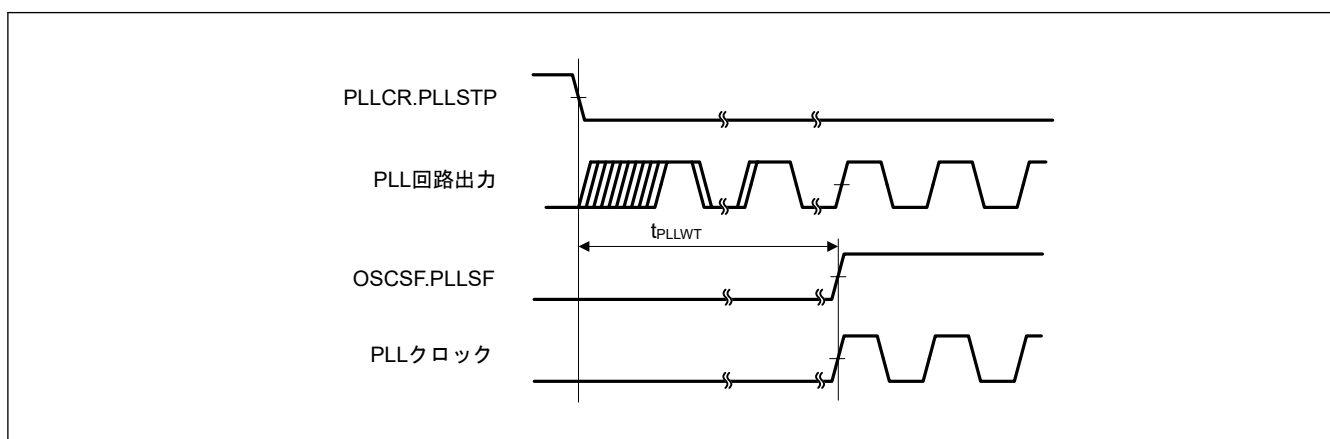 PLLCR.PLLSTP
PLL回路出力
tPLLWT
OSCSF.PLLSF
PLLクロック